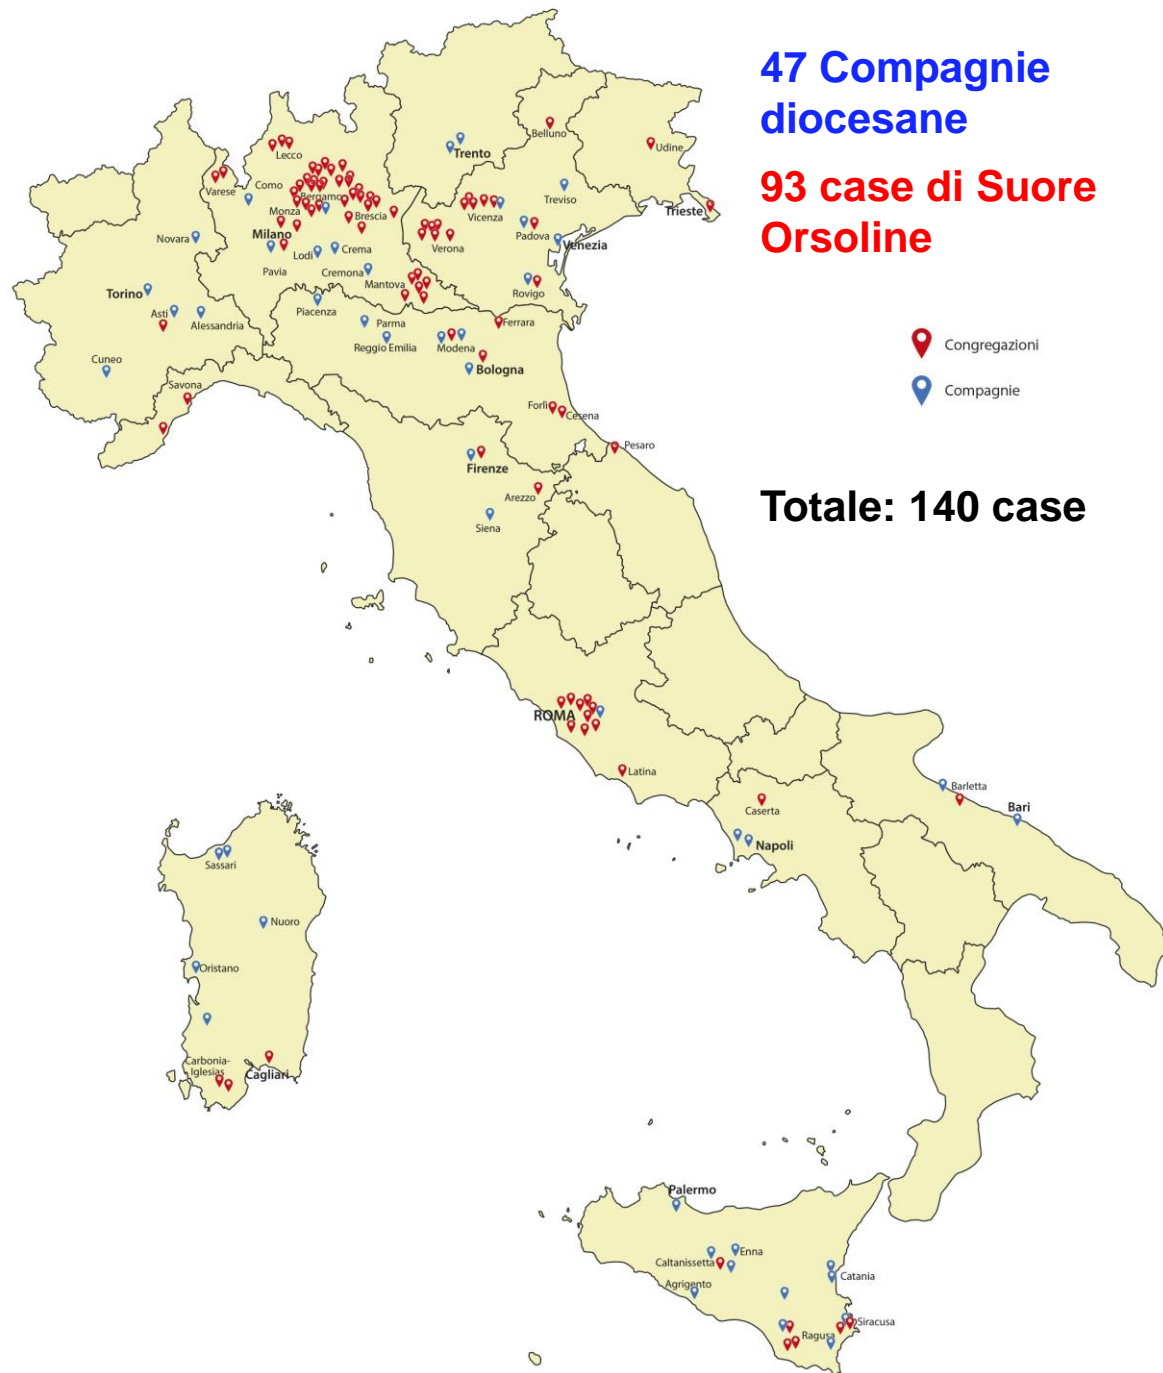 47 Compagnie
diocesane
93 case di Suore
Orsoline
Congregazioni
Compagnie
Totale: 140 case
Belluno
Udine
Lecco
Trento
Varese
Como
Bergamo
Treviso
Trieste
Monza
Brescia
Vicenza
Padova
Novara
Milano
Verona
Venezia
Lodi
Crema
Pavia
Cremona
Mantova
Rovigo
Torino
Asti
Alessandria
Piacenza
Parma
Ferrara
Reggio Emilia
Modena
Cuneo
Bologna
Savona
Forlì
Cesena
Pesaro
Firenze
Arezzo
Siena
ROMA
Latina
Caserta
Barletta
Bari
Napoli
Sassari
Nuoro
Oristano
Carbonia-
Iglesias
Cagliari
Palermo
Enna
Caltanissetta
Catania
Agrigento
Siracusa
Ragusa